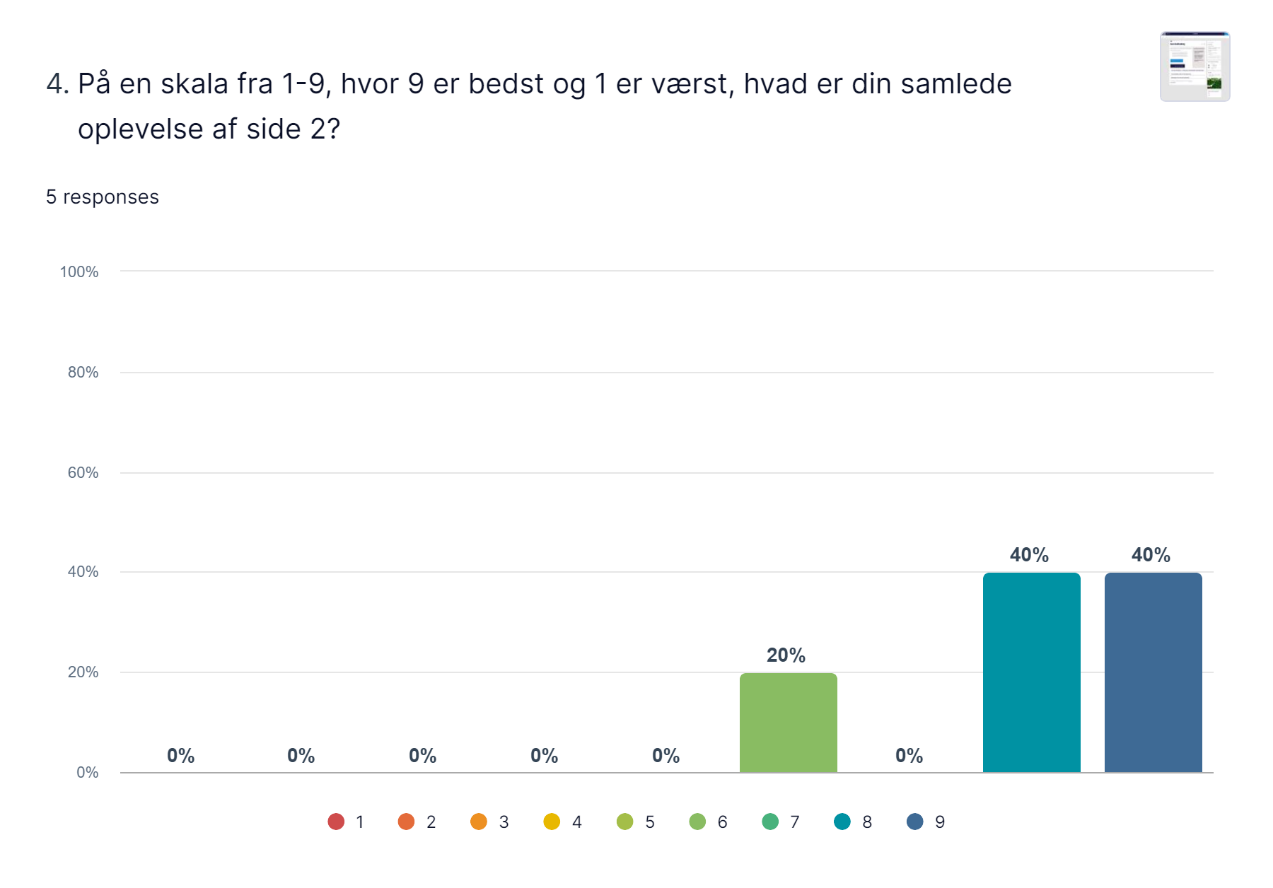 4. På en skala fra 1-9, hvor 9 er bedst og 1 er værst, hvad er din samlede
oplevelse af side 2?
5 responses
100%
80%
60%
40%
20%
0%
0% 0% 0% 0% 0% 20% 0% 40% 40%
1 2 3 4 5 6 7 8 9